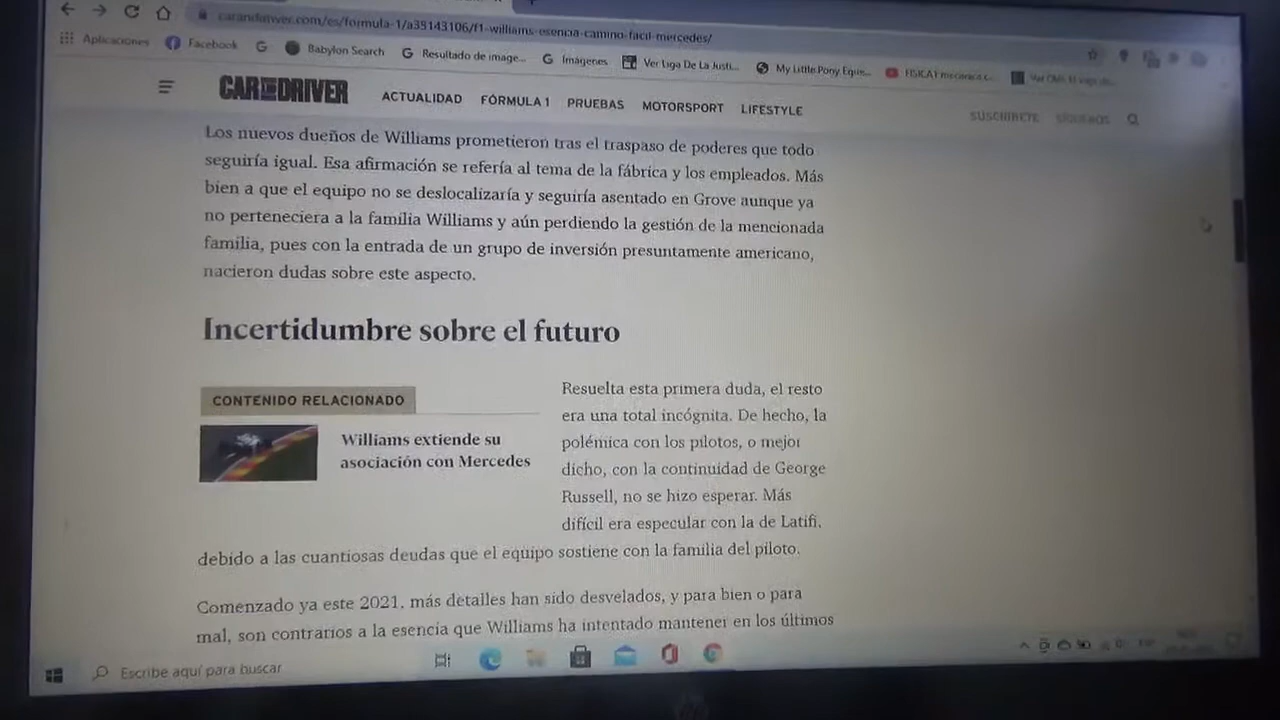 carandriver.com/es/formula-1/a35143106/f1-williams-esencia-camino-facil-mercedes/
Aplicaciones Facebook Babylon Search Resultado de image... Imágenes Ver Liga De La Justi... My Little Pony Eque...
CAR AND DRIVER ACTUALIDAD FÓRMULA 1 PRUEBAS MOTORSPORT LIFESTYLE SUSCRÍBETE SÍGUENOS
Los nuevos dueños de Williams prometieron tras el traspaso de poderes que todo
seguiría igual. Esa afirmación se refería al tema de la fábrica y los empleados. Más
bien a que el equipo no se deslocalizaría y seguiría asentado en Grove aunque ya
no perteneciera a la familia Williams y aún perdiendo la gestión de la mencionada
familia, pues con la entrada de un grupo de inversión presuntamente americano,
nacieron dudas sobre este aspecto.
Incertidumbre sobre el futuro
CONTENIDO RELACIONADO
Williams extiende su
asociación con Mercedes
Resuelta esta primera duda, el resto
era una total incógnita. De hecho, la
polémica con los pilotos, o mejor
dicho, con la continuidad de George
Russell, no se hizo esperar. Más
difícil era especular con la de Latifi,
debido a las cuantiosas deudas que el equipo sostiene con la familia del piloto.
Comenzado ya este 2021, más detalles han sido desvelados, y para bien o para
mal, son contrarios a la esencia que Williams ha intentado mantener en los últimos
Escribe aquí para buscar